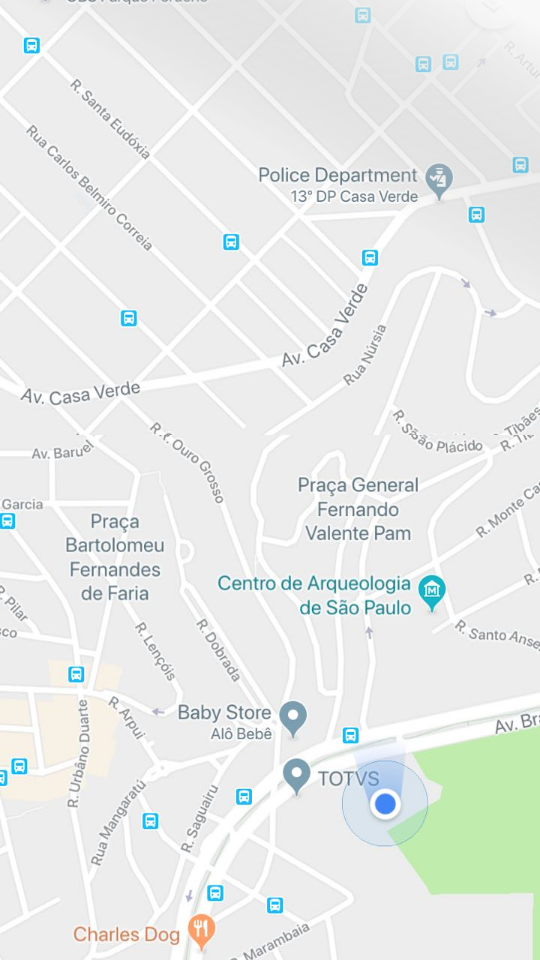 R. Santa Eudóxia
Rua Carlos Belmiro Correia
Police Department
13° DP Casa Verde
Av. Casa Verde
Rua Núrsia
Av. Casa Verde
R. São Plácido
Av. Baruel
R. Ouro Grosso
Praça General
Fernando
Valente Pam
Garcia
Praça
Bartolomeu
Fernandes
de Faria
R. Monte Ca
Centro de Arqueologia
de São Paulo
R. Pilar
R. Santo Anse
R. Lençóis
R. Dobrada
R. Arpui
Baby Store
Alô Bebê
Av. Bra
R. Urbâno Duarte
TOTVS
Rua Mangaratú
R. Saguairu
Charles Dog
R. Marambaia